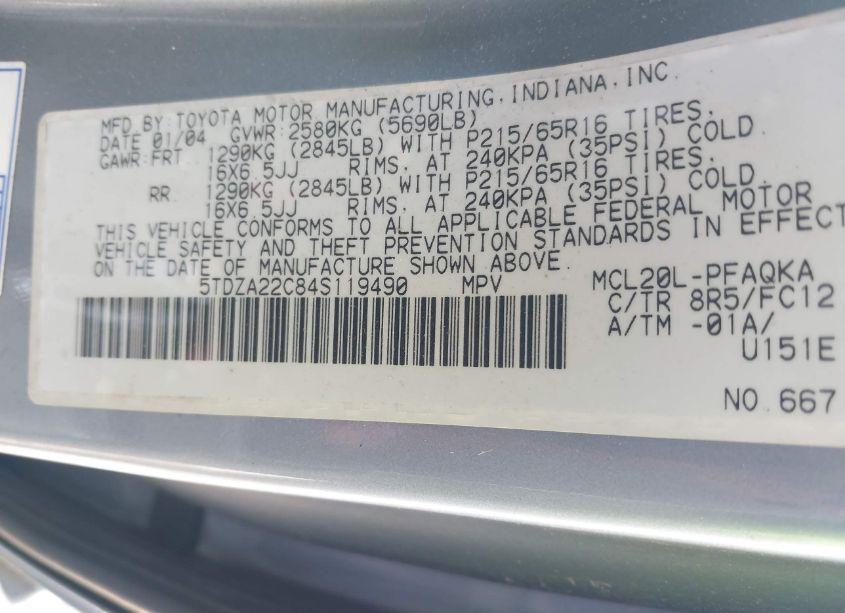 MFD.BY:TOYOTA MOTOR MANUFACTURING,INDIANA,INC.
DATE 01/04 GVWR:2580KG (5690LB)
GAWR:FRT 1290KG (2845LB) WITH P215/65R16 TIRES,
16X6.5JJ RIMS, AT 240KPA (35PSI) COLD.
RR 1290KG (2845LB) WITH P215/65R16 TIRES,
16X6.5JJ RIMS, AT 240KPA (35PSI) COLD.
THIS VEHICLE CONFORMS TO ALL APPLICABLE FEDERAL MOTOR
VEHICLE SAFETY AND THEFT PREVENTION STANDARDS IN EFFECT
ON THE DATE OF MANUFACTURE SHOWN ABOVE.
5TDZA22C84S119490 MPV
MCL20L-PFAQKA
C/TR 8R5/FC12
A/TM -01A/
U151E
NO.667